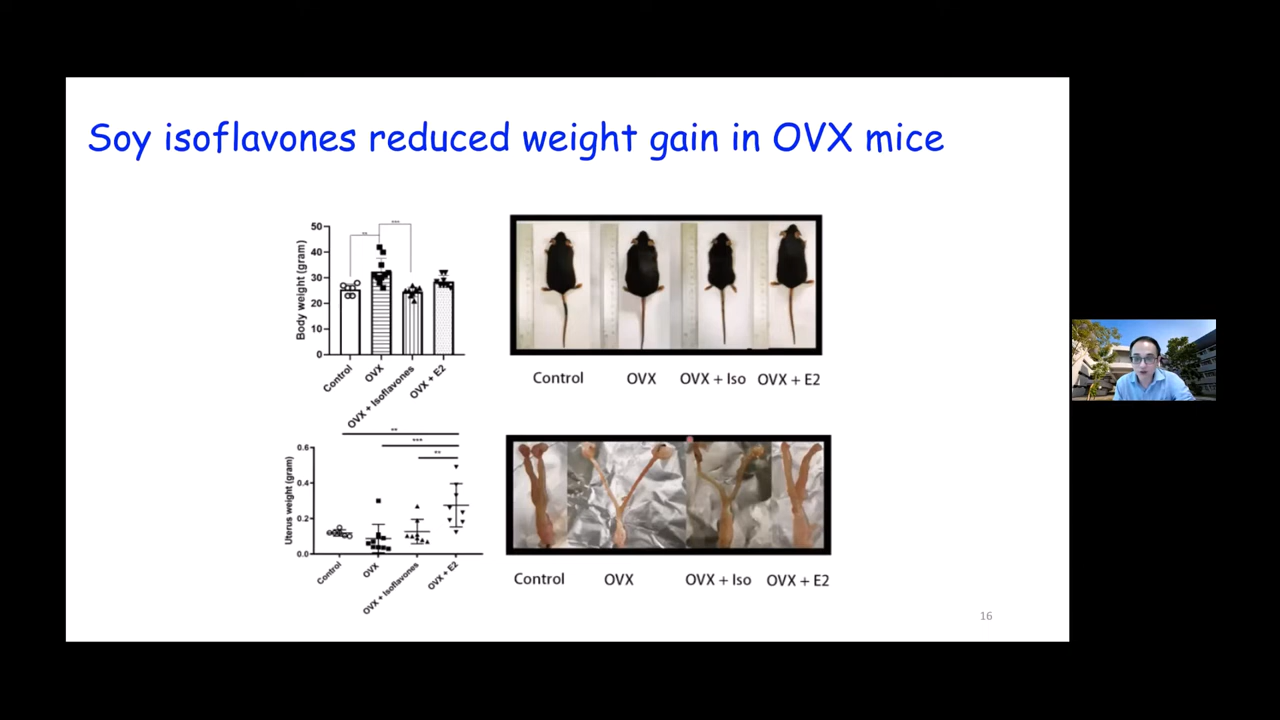 Soy isoflavones reduced weight gain in OVX mice
Body weight (gram)
50
40
30
20
10
0
**
***
Control
OVX
OVX + Isoflavones
OVX + E2
Control
OVX
OVX + Iso
OVX + E2
Uterus weight (gram)
0.6
0.4
0.2
0.0
**
***
**
Control
OVX
OVX + Isoflavones
OVX + E2
Control
OVX
OVX + Iso
OVX + E2
16